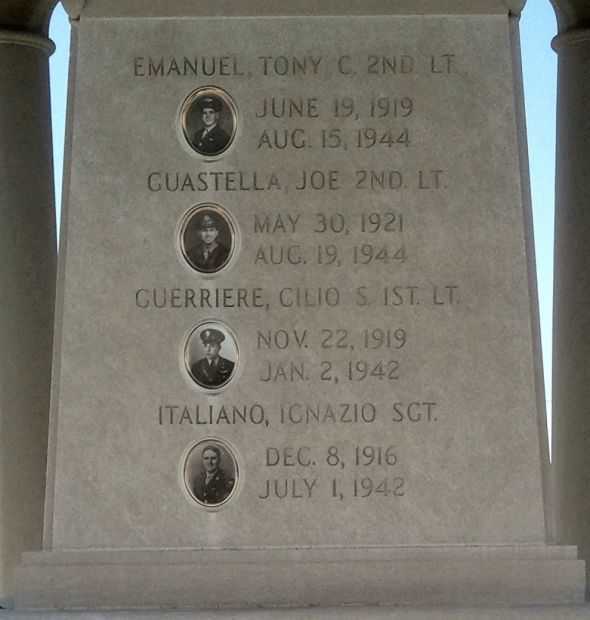 EMANUEL, TONY C. 2ND. LT.
JUNE 19, 1919
AUG. 15, 1944
GUASTELLA, JOE 2ND. LT.
MAY 30, 1921
AUG. 19, 1944
GUERRIERE, CILIO S. 1ST. LT.
NOV. 22, 1919
JAN. 2, 1942
ITALIANO, IGNAZIO SGT.
DEC. 8, 1916
JULY 1, 1942